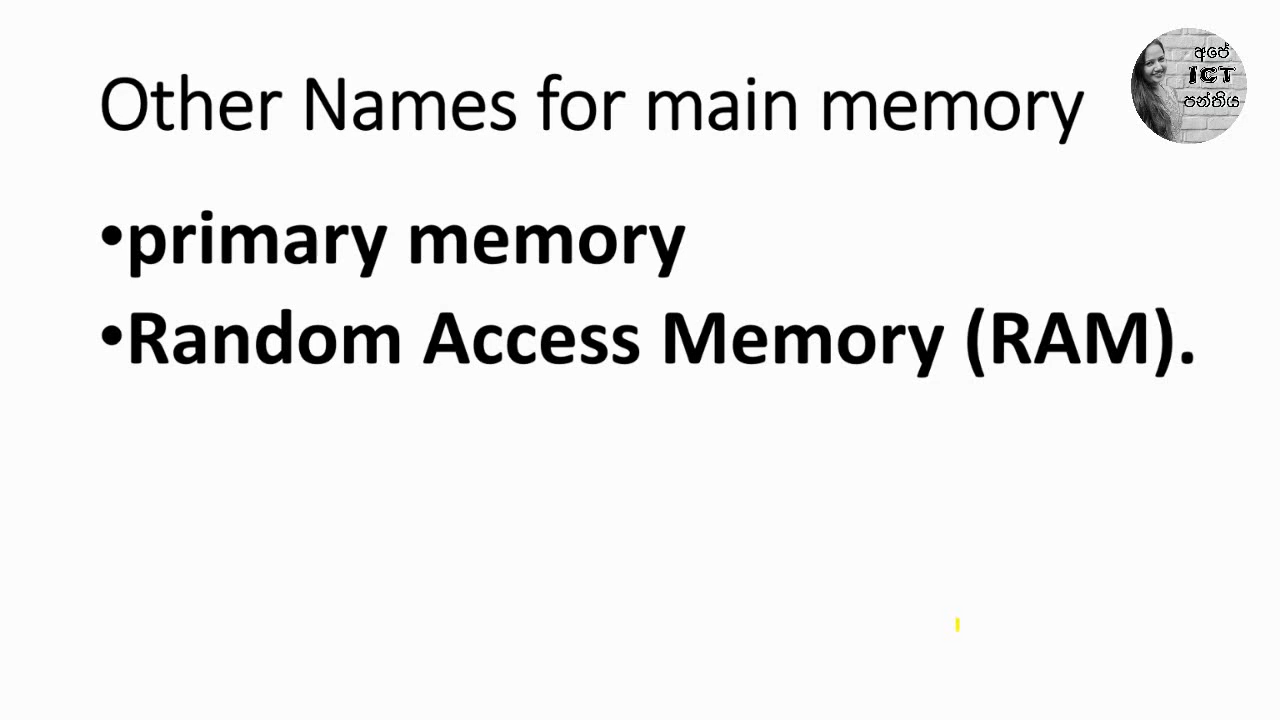 Other Names for main memory
අපේ
ICT
පන්තිය
•primary memory
•Random Access Memory (RAM).